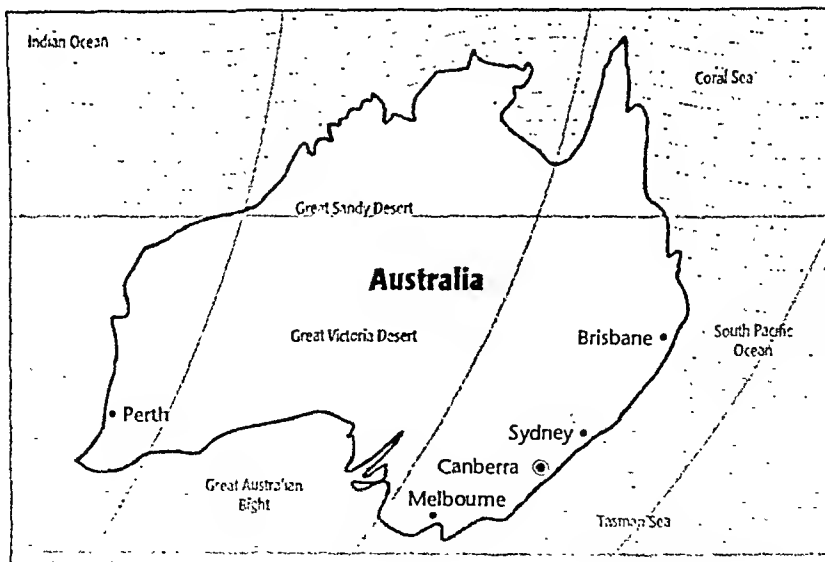 Indian Ocean
Coral Sea
Great Sandy Desert
Australia
Great Victoria Desert
Brisbane
South Pacific
Ocean
Perth
Sydney
Canberra
Great Australian
Bight
Melbourne
Tasman Sea